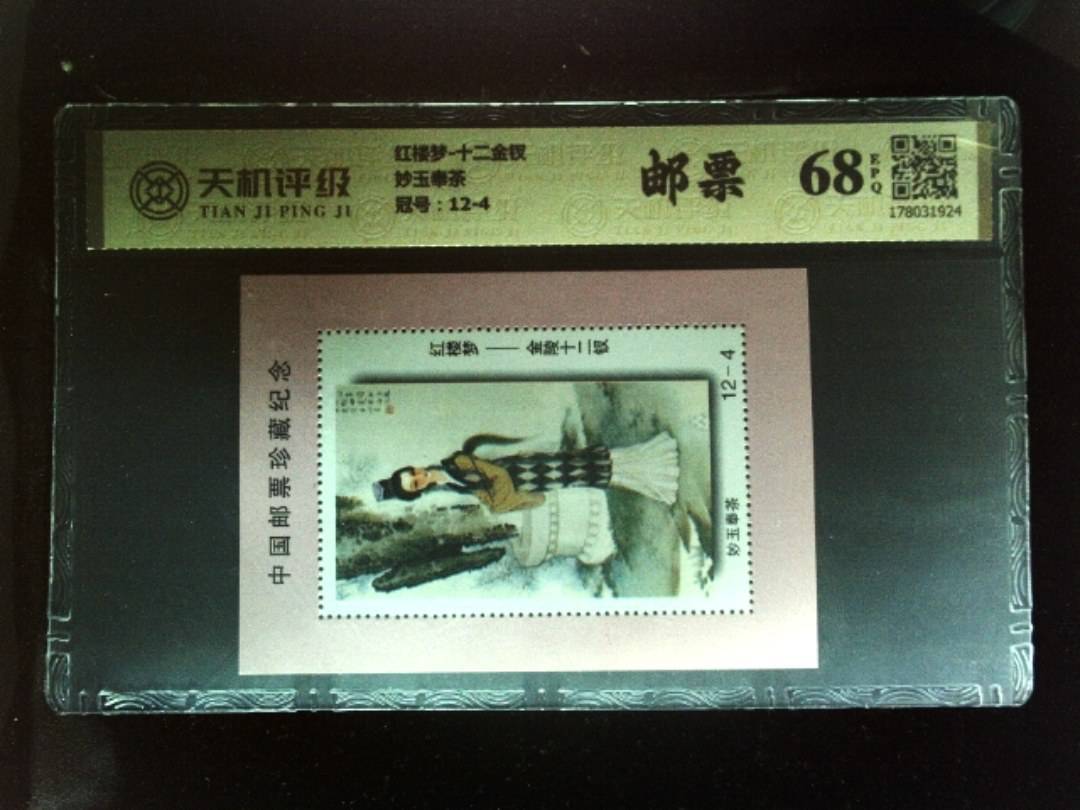 天机评级
TIAN JI PING JI
红楼梦-十二金钗
妙玉奉茶
冠号：12-4
邮票
68
EPQ
178031924
中国邮票珍藏纪念
红楼梦——金陵十二钗
12-4
妙玉奉茶